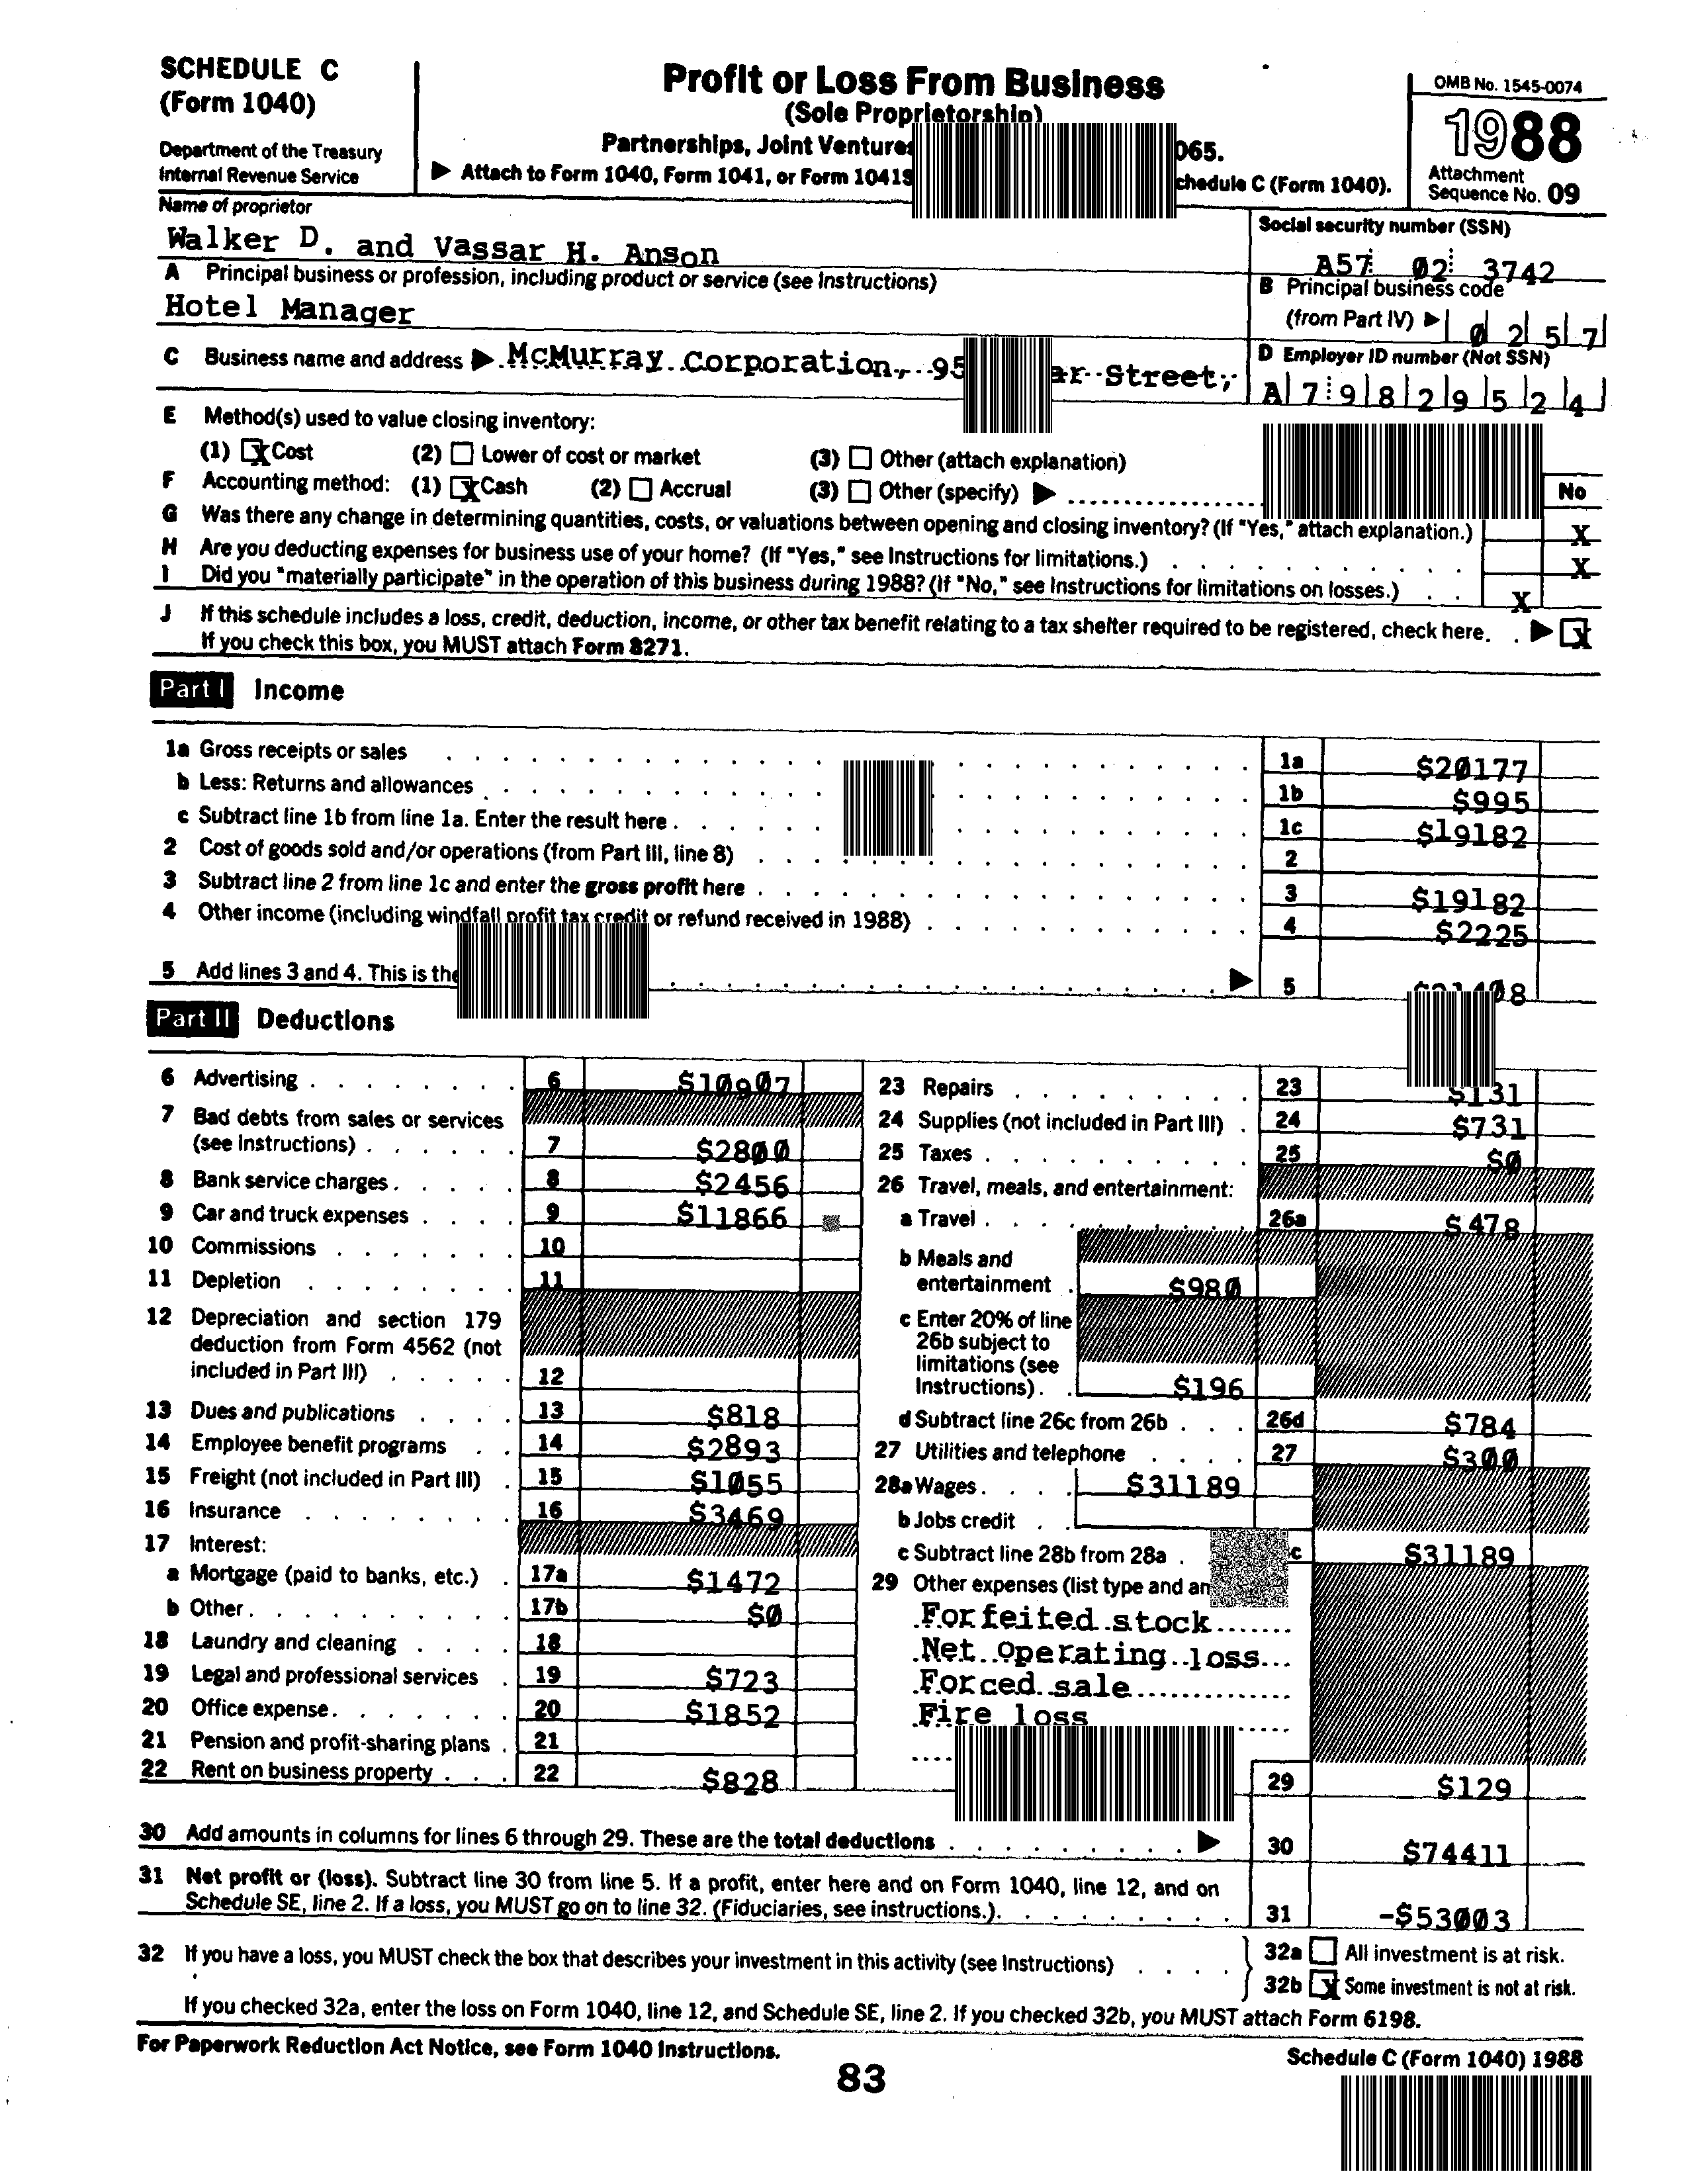 SCHEDULE C
(Form 1040)
Department of the Treasury
Internal Revenue Service
Profit or Loss From Business
(Sole Proprietorship)
Partnerships, Joint Ventures 065.
▶ Attach to Form 1040, Form 1041, or Form 1041S chedule C (Form 1040).
OMB No. 1545-0074
1988
Attachment
Sequence No. 09
Name of proprietor
Walker D. and Vassar H. Anson
Social security number (SSN)
A57 02 3742
A Principal business or profession, including product or service (see Instructions)
Hotel Manager
B Principal business code
(from Part IV) ▶ 0 2 5 7
C Business name and address ▶ McMurray Corporation, 95 ar Street,
D Employer ID number (Not SSN)
A 7 9 8 2 9 5 2 4
E Method(s) used to value closing inventory:
(1) [x] Cost (2) ☐ Lower of cost or market (3) ☐ Other (attach explanation)
F Accounting method: (1) [x] Cash (2) ☐ Accrual (3) ☐ Other (specify) ▶
No
G Was there any change in determining quantities, costs, or valuations between opening and closing inventory? (If "Yes," attach explanation.) X
H Are you deducting expenses for business use of your home? (If "Yes," see Instructions for limitations.) X
I Did you "materially participate" in the operation of this business during 1988? (If "No," see Instructions for limitations on losses.) X
J If this schedule includes a loss, credit, deduction, income, or other tax benefit relating to a tax shelter required to be registered, check here. ▶ [x]
If you check this box, you MUST attach Form 8271.
Part I Income
1a Gross receipts or sales 1a $20177
b Less: Returns and allowances 1b $995
c Subtract line 1b from line 1a. Enter the result here 1c $19182
2 Cost of goods sold and/or operations (from Part III, line 8) 2
3 Subtract line 2 from line 1c and enter the gross profit here 3 $19182
4 Other income (including windfall profit tax credit or refund received in 1988) 4 $2225
5 Add lines 3 and 4. This is the ▶ 5
Part II Deductions
6 Advertising 6 $10907
7 Bad debts from sales or services
(see Instructions) 7 $2800
8 Bank service charges 8 $2456
9 Car and truck expenses 9 $11866
10 Commissions 10
11 Depletion 11
12 Depreciation and section 179
deduction from Form 4562 (not
included in Part III) 12
13 Dues and publications 13 $818
14 Employee benefit programs 14 $2893
15 Freight (not included in Part III) 15 $1055
16 Insurance 16 $3469
17 Interest:
a Mortgage (paid to banks, etc.) 17a $1472
b Other 17b $0
18 Laundry and cleaning 18
19 Legal and professional services 19 $723
20 Office expense 20 $1852
21 Pension and profit-sharing plans 21
22 Rent on business property 22 $828
23 Repairs 23 $131
24 Supplies (not included in Part III) 24 $731
25 Taxes 25 $0
26 Travel, meals, and entertainment:
a Travel 26a $478
b Meals and
entertainment $980
c Enter 20% of line
26b subject to
limitations (see
Instructions) $196
d Subtract line 26c from 26b 26d $784
27 Utilities and telephone 27 $300
28a Wages $31189
b Jobs credit
c Subtract line 28b from 28a c $31189
29 Other expenses (list type and
Forfeited stock
Net operating loss
Forced sale
Fire loss
29 $129
30 Add amounts in columns for lines 6 through 29. These are the total deductions ▶ 30 $74411
31 Net profit or (loss). Subtract line 30 from line 5. If a profit, enter here and on Form 1040, line 12, and on
Schedule SE, line 2. If a loss, you MUST go on to line 32. (Fiduciaries, see instructions.) 31 -$53003
32 If you have a loss, you MUST check the box that describes your investment in this activity (see Instructions)
32a ☐ All investment is at risk.
32b [x] Some investment is not at risk.
If you checked 32a, enter the loss on Form 1040, line 12, and Schedule SE, line 2. If you checked 32b, you MUST attach Form 6198.
For Paperwork Reduction Act Notice, see Form 1040 Instructions.
Schedule C (Form 1040) 1988
83